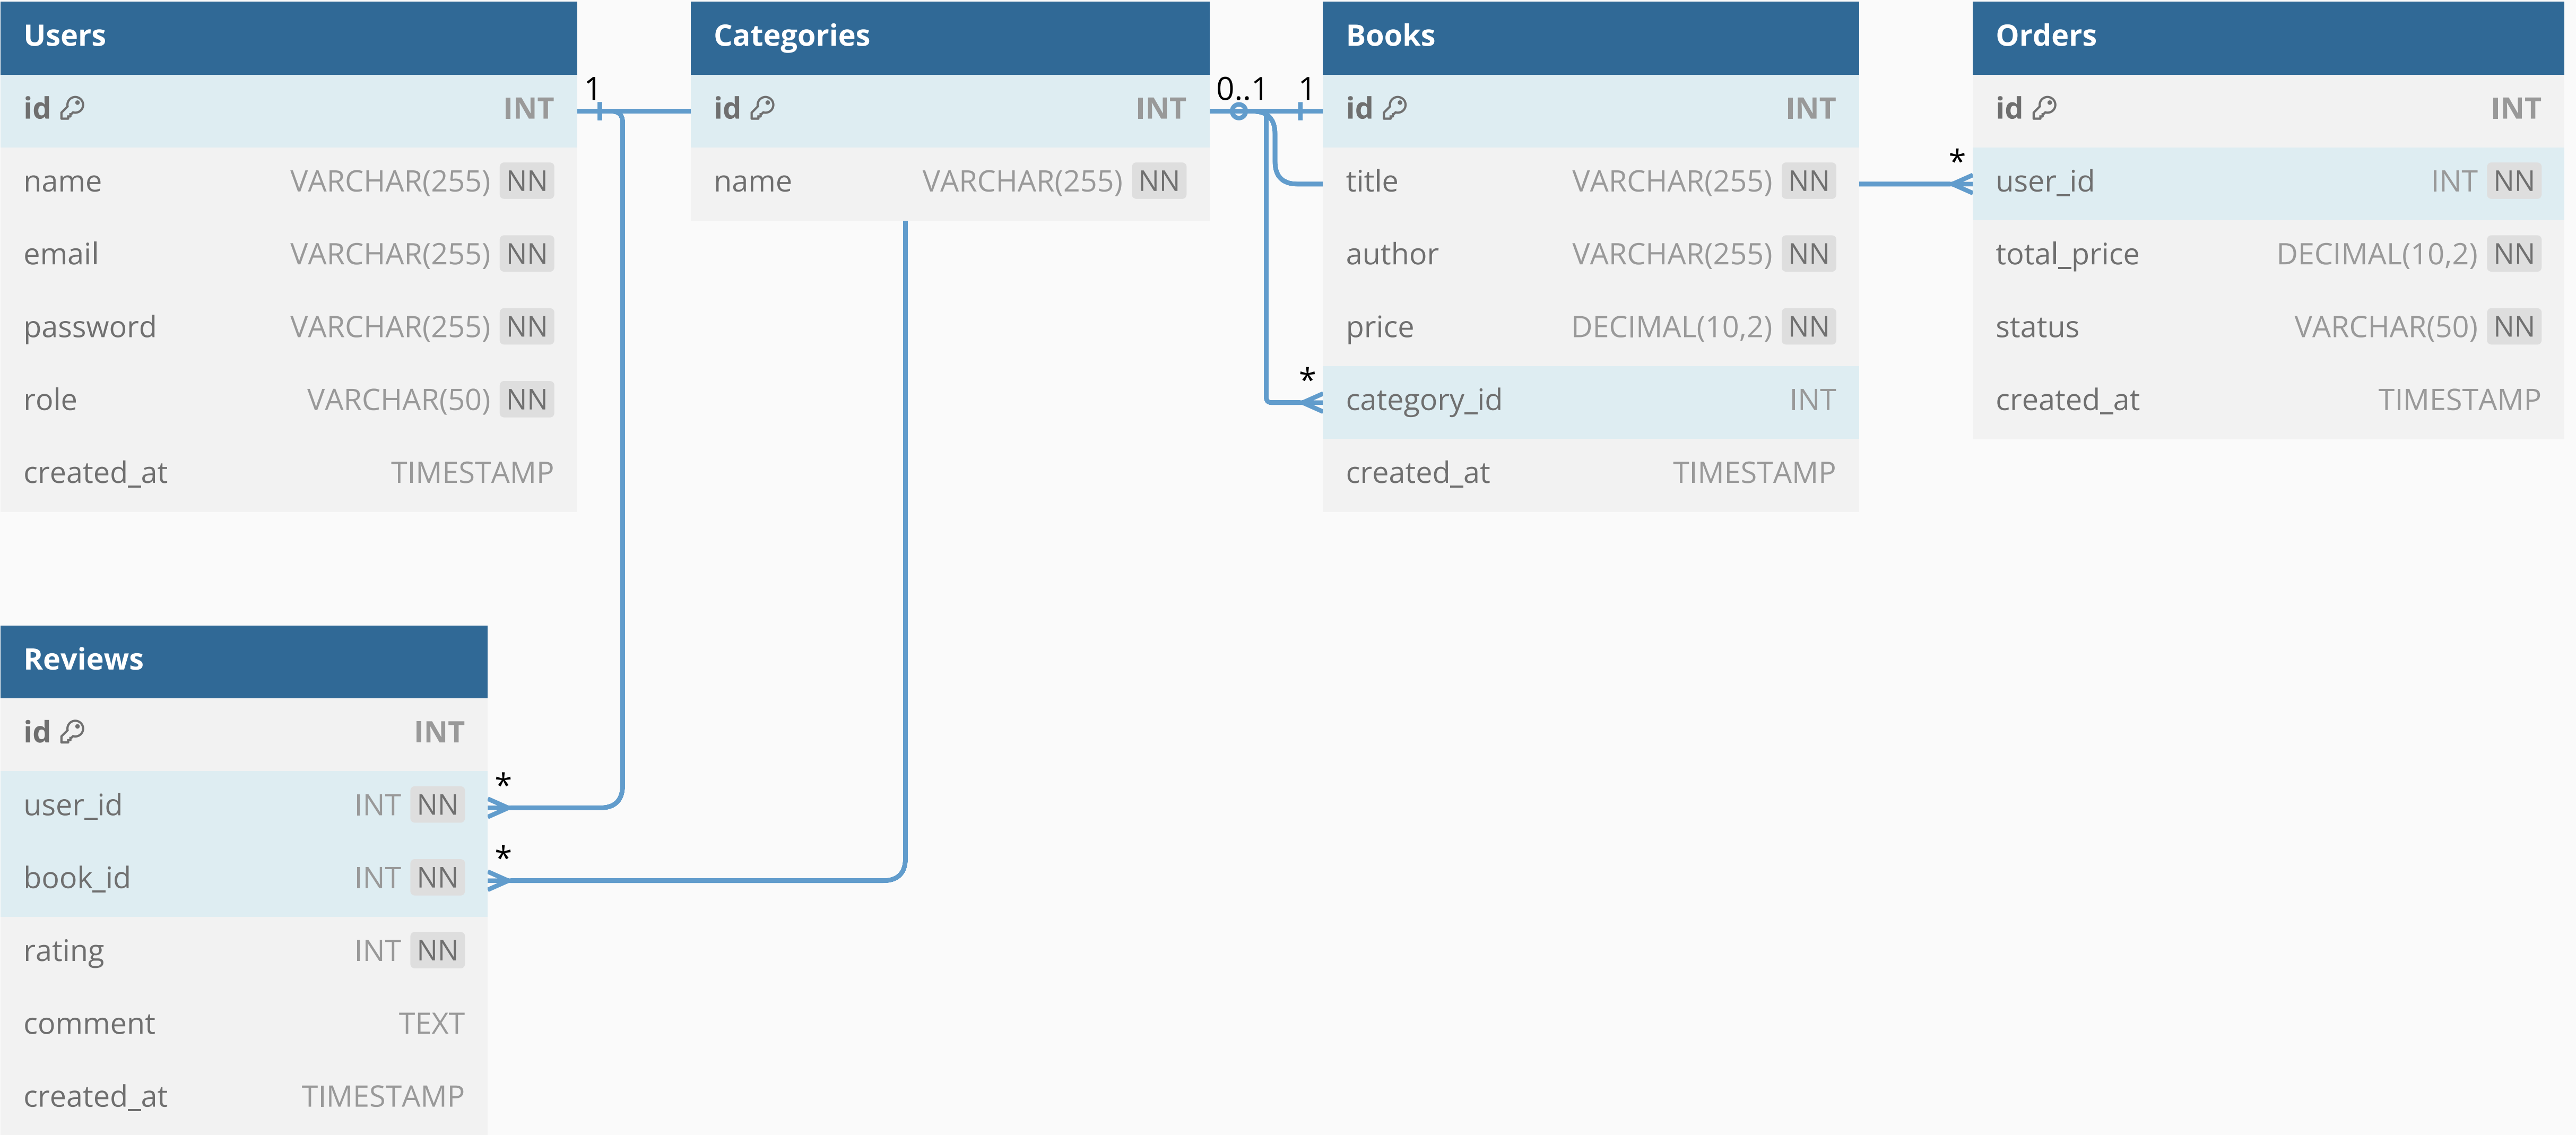 Users
id INT
name VARCHAR(255) NN
email VARCHAR(255) NN
password VARCHAR(255) NN
role VARCHAR(50) NN
created_at TIMESTAMP
1
Categories
id INT
name VARCHAR(255) NN
0..1 1
*
Books
id INT
title VARCHAR(255) NN
author VARCHAR(255) NN
price DECIMAL(10,2) NN
category_id INT
created_at TIMESTAMP
*
Orders
id INT
user_id INT NN
total_price DECIMAL(10,2) NN
status VARCHAR(50) NN
created_at TIMESTAMP
Reviews
id INT
user_id INT NN
*
book_id INT NN
*
rating INT NN
comment TEXT
created_at TIMESTAMP